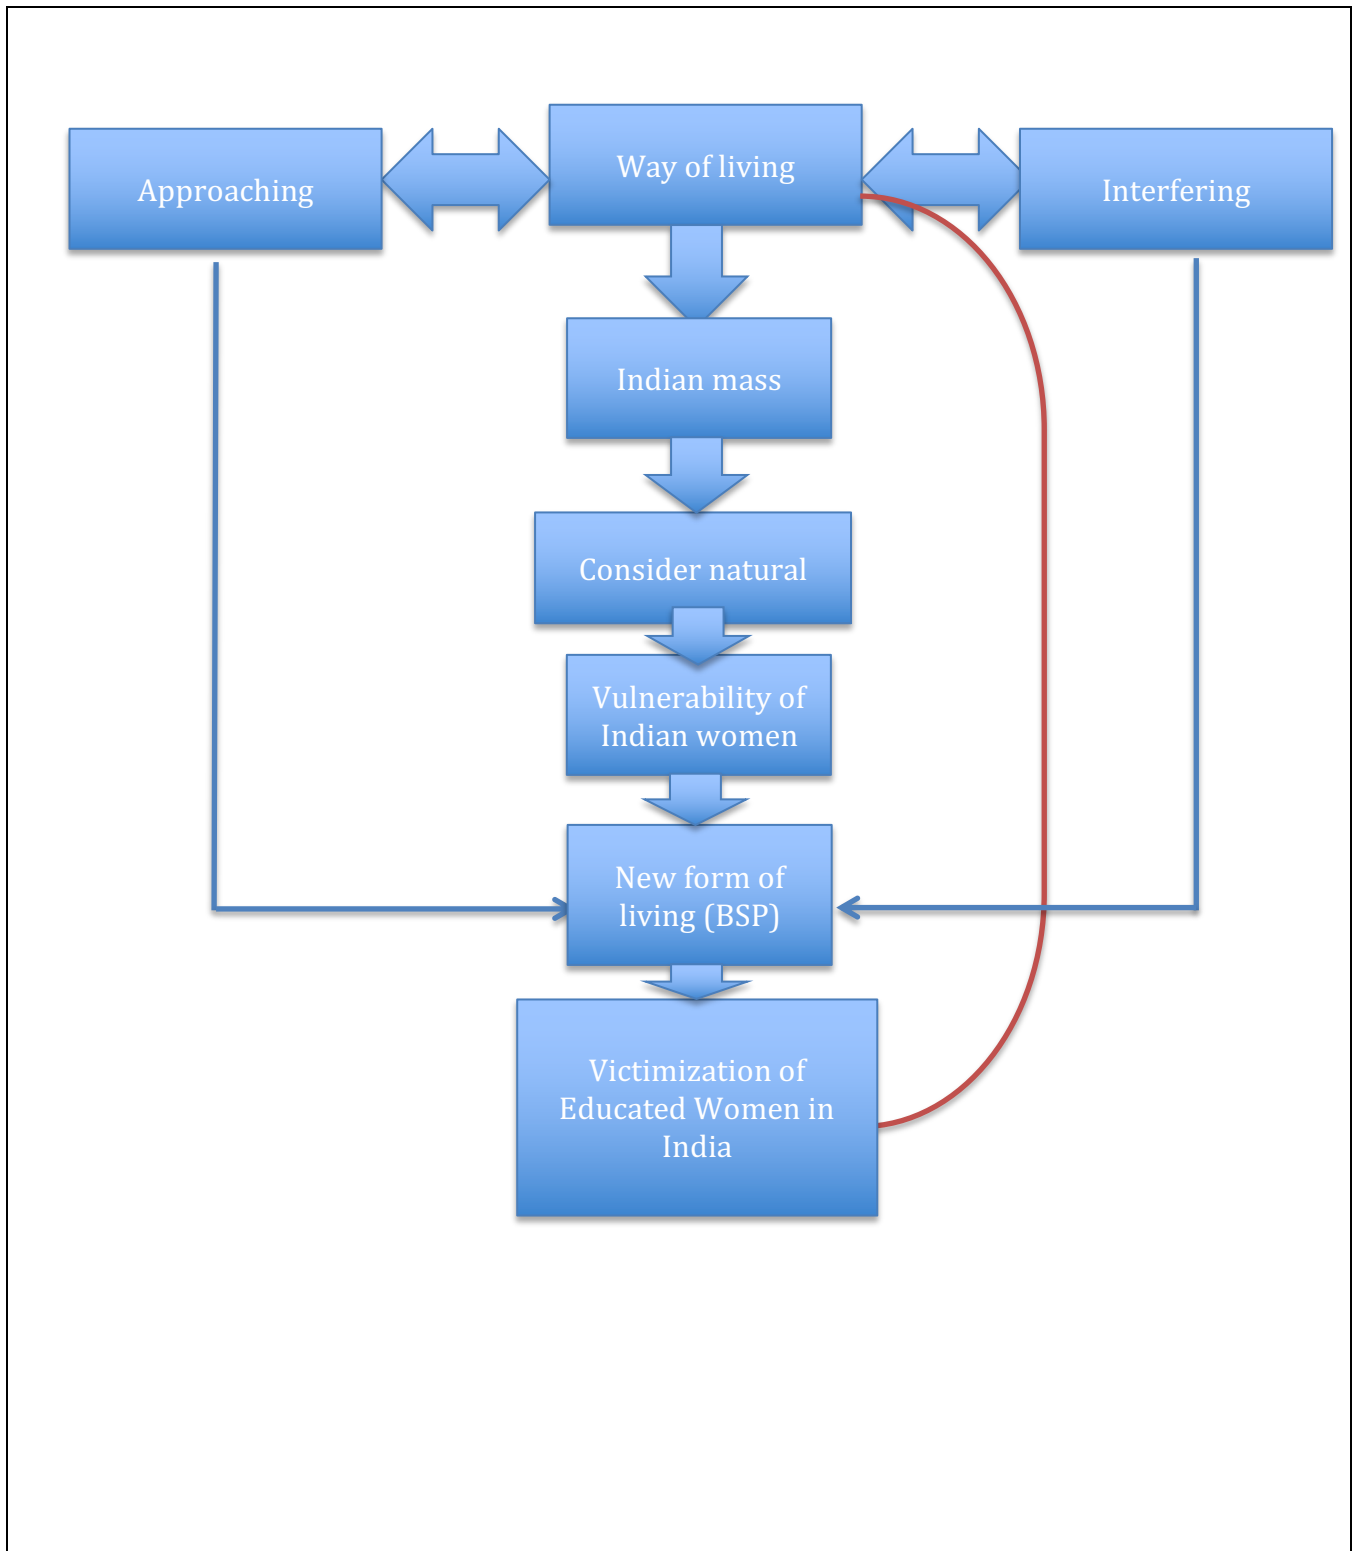 Approaching
Way of living
Interfering
Indian mass
Consider natural
Vulnerability of
Indian women
New form of
living (BSP)
Victimization of
Educated Women in
India